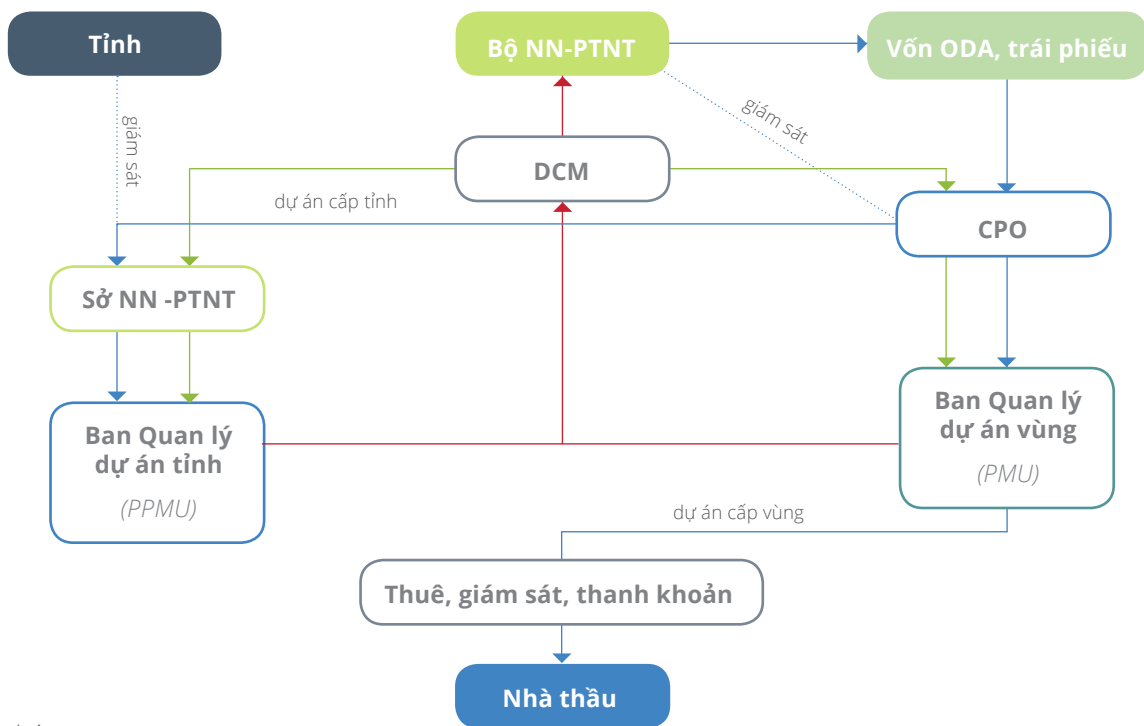 Tỉnh
Bộ NN-PTNT
Vốn ODA, trái phiếu
giám sát
giám sát
DCM
dự án cấp tỉnh
CPO
Sở NN -PTNT
Ban Quan lý
dự án tỉnh
(PPMU)
Ban Quan lý
dự án vùng
(PMU)
dự án cấp vùng
Thuê, giám sát, thanh khoản
Nhà thầu